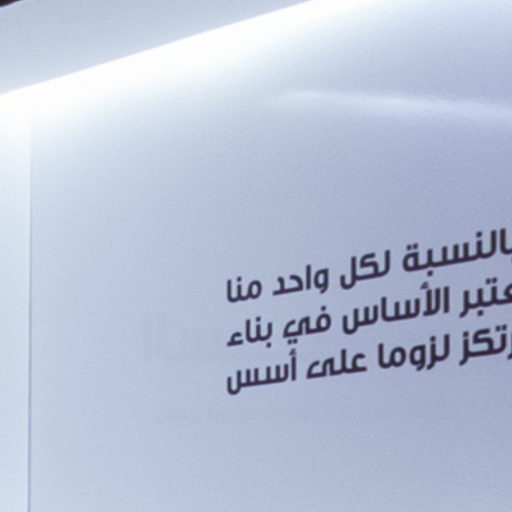 بالنسبة لكل واحد منا
عتبر الأساس في بناء
رتكز لزوما على أسس